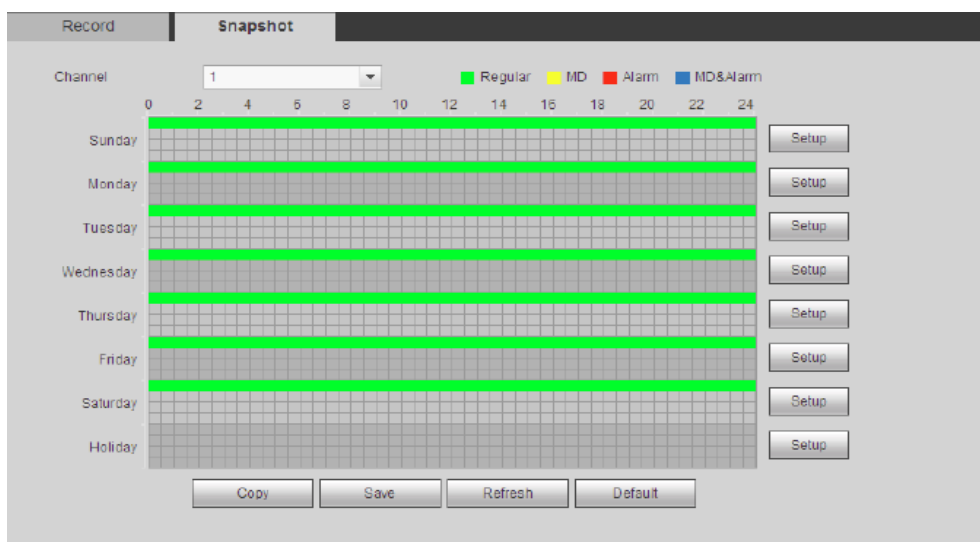 Record Snapshot
Channel 1 Regular MD Alarm MD&Alarm
0 2 4 6 8 10 12 14 16 18 20 22 24
Sunday Setup
Monday Setup
Tuesday Setup
Wednesday Setup
Thursday Setup
Friday Setup
Saturday Setup
Holiday Setup
Copy Save Refresh Default